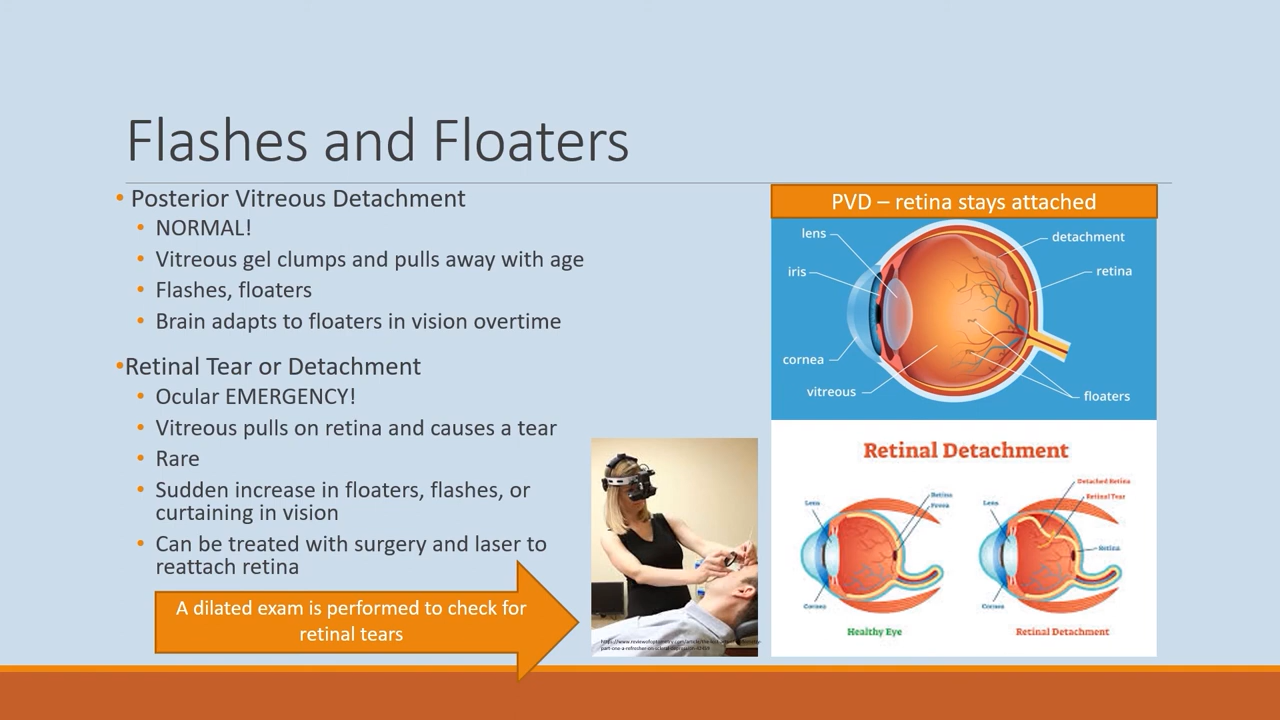 Flashes and Floaters
• Posterior Vitreous Detachment
• NORMAL!
• Vitreous gel clumps and pulls away with age
• Flashes, floaters
• Brain adapts to floaters in vision overtime
•Retinal Tear or Detachment
• Ocular EMERGENCY!
• Vitreous pulls on retina and causes a tear
• Rare
• Sudden increase in floaters, flashes, or
curtaining in vision
• Can be treated with surgery and laser to
reattach retina
A dilated exam is performed to check for
retinal tears
PVD – retina stays attached
lens
detachment
iris
retina
cornea
vitreous
floaters
Retinal Detachment
Lens
Retina
Fovea
Cornea
Healthy Eye
Lens
Detached Retina
Retinal Tear
Retina
Cornea
Retinal Detachment